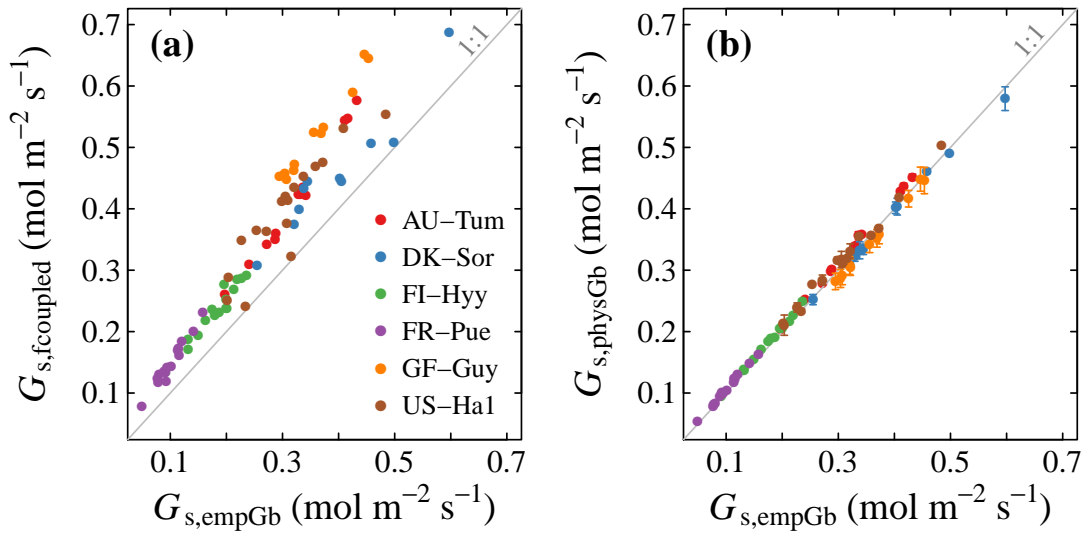 (a)
1:1
0.7
0.6
0.5
0.4
0.3
0.2
0.1
G s,fcoupled (mol m−2 s−1)
AU−Tum
DK−Sor
FI−Hyy
FR−Pue
GF−Guy
US−Ha1
0.1 0.3 0.5 0.7
G s,empGb (mol m−2 s−1)
(b)
1:1
0.7
0.6
0.5
0.4
0.3
0.2
0.1
G s,physGb (mol m−2 s−1)
0.1 0.3 0.5 0.7
G s,empGb (mol m−2 s−1)